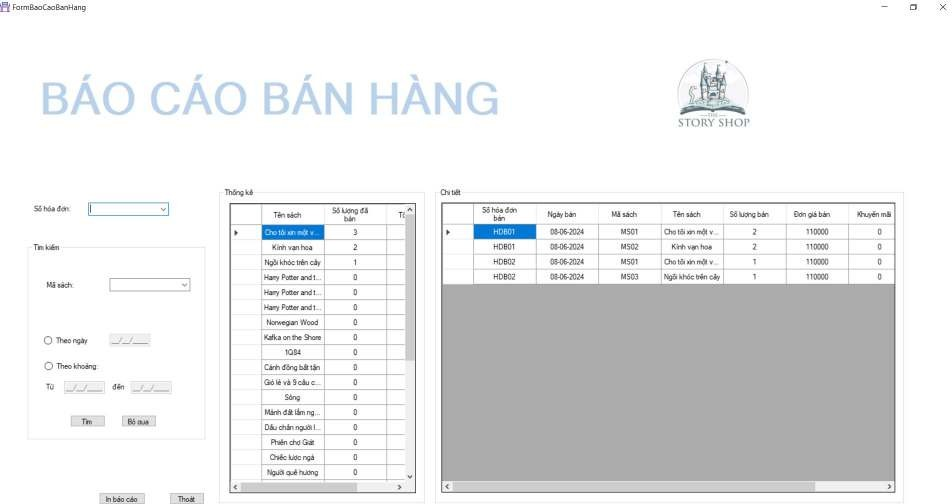 FormBaoCaoBanHang
BÁO CÁO BÁN HÀNG
THE
STORY SHOP
Số hóa đơn:
Tìm kiếm
Mã sách:
Theo ngày
__/__/____
Theo khoảng:
Từ __/__/____ đến __/__/____
Tìm Bỏ qua
In báo cáo Thoát
Thống kê
Tên sách Số lượng đã bán
Cho tôi xin một v... 3
Kính vạn hoa 2
Ngồi khóc trên cây 1
Harry Potter and t... 0
Harry Potter and t... 0
Harry Potter and t... 0
Norwegian Wood 0
Kafka on the Shore 0
1Q84 0
Cánh đồng bất tận 0
Gió lẻ và 9 câu c... 0
Sông 0
Mảnh đất lắm ng... 0
Dấu chân người l... 0
Phiên chợ Giát 0
Chiếc lược ngà 0
Người quê hương 0
Chi tiết
Số hóa đơn bán Ngày bán Mã sách Tên sách Số lượng bán Đơn giá bán Khuyến mãi
HDB01 08-06-2024 MS01 Cho tôi xin một v... 2 110000 0
HDB01 08-06-2024 MS02 Kính vạn hoa 2 110000 0
HDB02 08-06-2024 MS01 Cho tôi xin một v... 1 110000 0
HDB02 08-06-2024 MS03 Ngồi khóc trên cây 1 110000 0